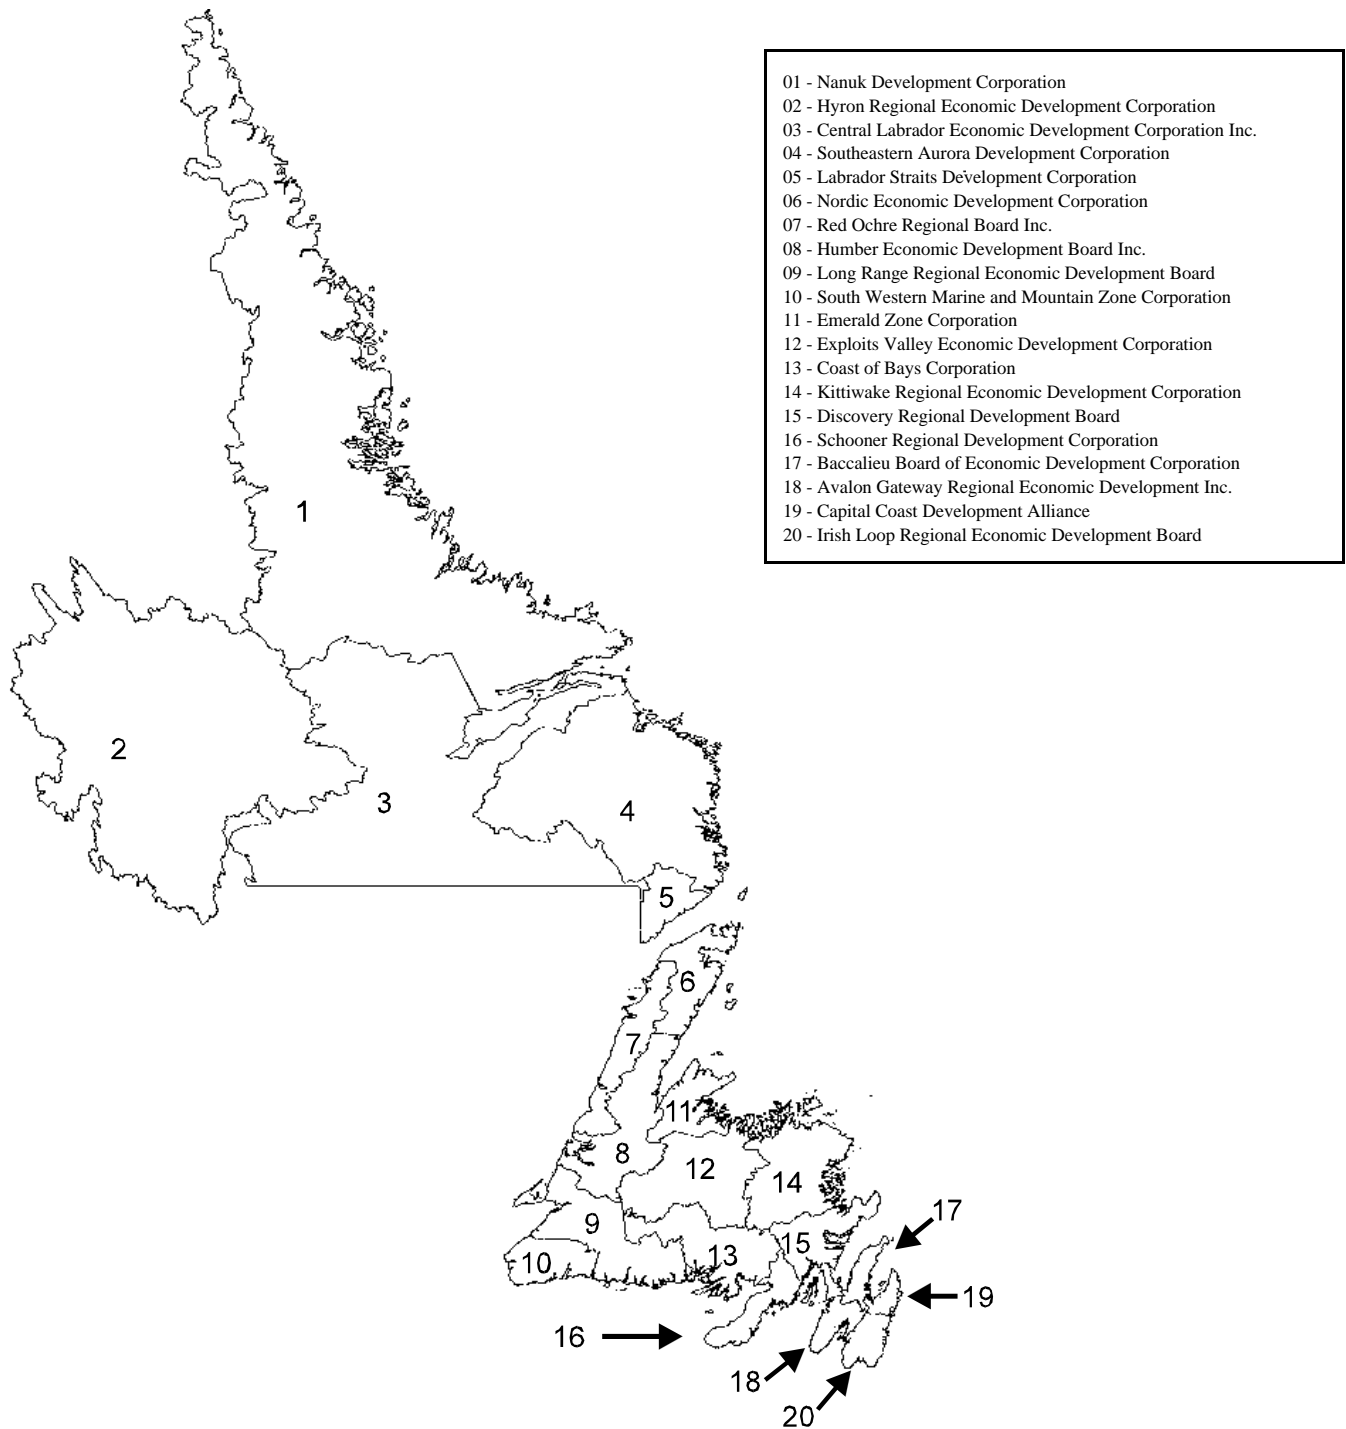 01 - Nanuk Development Corporation
02 - Hyron Regional Economic Development Corporation
03 - Central Labrador Economic Development Corporation Inc.
04 - Southeastern Aurora Development Corporation
05 - Labrador Straits Development Corporation
06 - Nordic Economic Development Corporation
07 - Red Ochre Regional Board Inc.
08 - Humber Economic Development Board Inc.
09 - Long Range Regional Economic Development Board
10 - South Western Marine and Mountain Zone Corporation
11 - Emerald Zone Corporation
12 - Exploits Valley Economic Development Corporation
13 - Coast of Bays Corporation
14 - Kittiwake Regional Economic Development Corporation
15 - Discovery Regional Development Board
16 - Schooner Regional Development Corporation
17 - Baccalieu Board of Economic Development Corporation
18 - Avalon Gateway Regional Economic Development Inc.
19 - Capital Coast Development Alliance
20 - Irish Loop Regional Economic Development Board
1
2
3
4
5
6
7
11
8
12
14
17
9
15
13
10
19
16
18
20